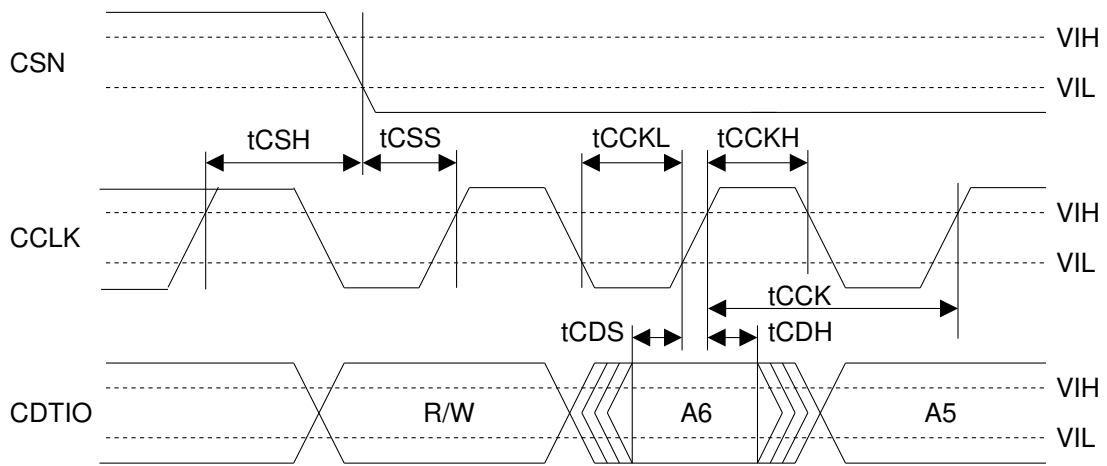 VIH
CSN
VIL
tCSH
tCSS
tCCKL
tCCKH
VIH
CCLK
VIL
tCCK
tCDS
tCDH
VIH
CDTIO
R/W
A6
A5
VIL